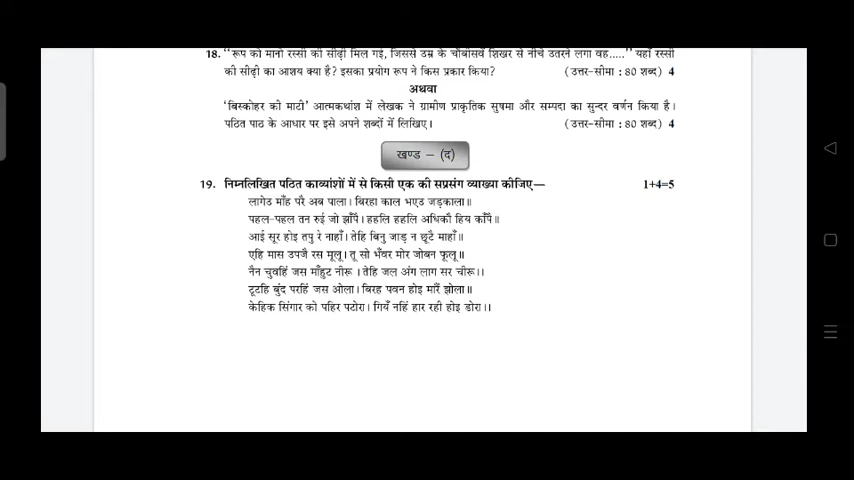 18. ‘‘रूप को मानो रस्सी की सीढ़ी मिल गई, जिससे उम्र के चौबीसवें शिखर से नीचे उतरने लगा वह.....’’ यहाँ रस्सी
की सीढ़ी का आशय क्या है? इसका प्रयोग रूप ने किस प्रकार किया? (उत्तर-सीमा : 80 शब्द) 4
अथवा
‘बिस्कोहर की माटी’ आत्मकथांश में लेखक ने ग्रामीण प्राकृतिक सुषमा और सम्पदा का सुन्दर वर्णन किया है।
पठित पाठ के आधार पर इसे अपने शब्दों में लिखिए। (उत्तर-सीमा : 80 शब्द) 4
खण्ड – (द)
19. निम्नलिखित पठित काव्यांशों में से किसी एक की सप्रसंग व्याख्या कीजिए— 1+4=5
लागेउ माँह परै अब पाला। बिरहा काल भएउ जड़काला॥
पहल-पहल तन रुई जो झाँपै। हहलि हहलि अधिकौ हिय काँपै॥
आई सूर होइ तपु रे नाहाँ। तेहि बिनु जाड़ न छूटै माहाँ॥
एहि मास उपजै रस मूलू। तू सो भँवर मोर जोबन फूलू॥
नैन चुवहिं जस माँहुट नीरू । तेहि जल अंग लाग सर चीरू।।
टूटहि बुंद परहिं जस ओला। बिरह पवन होइ मारैं झोला॥
केहिक सिंगार को पहिर पटोरा। गियँ नहिं हार रही होइ डोरा।।